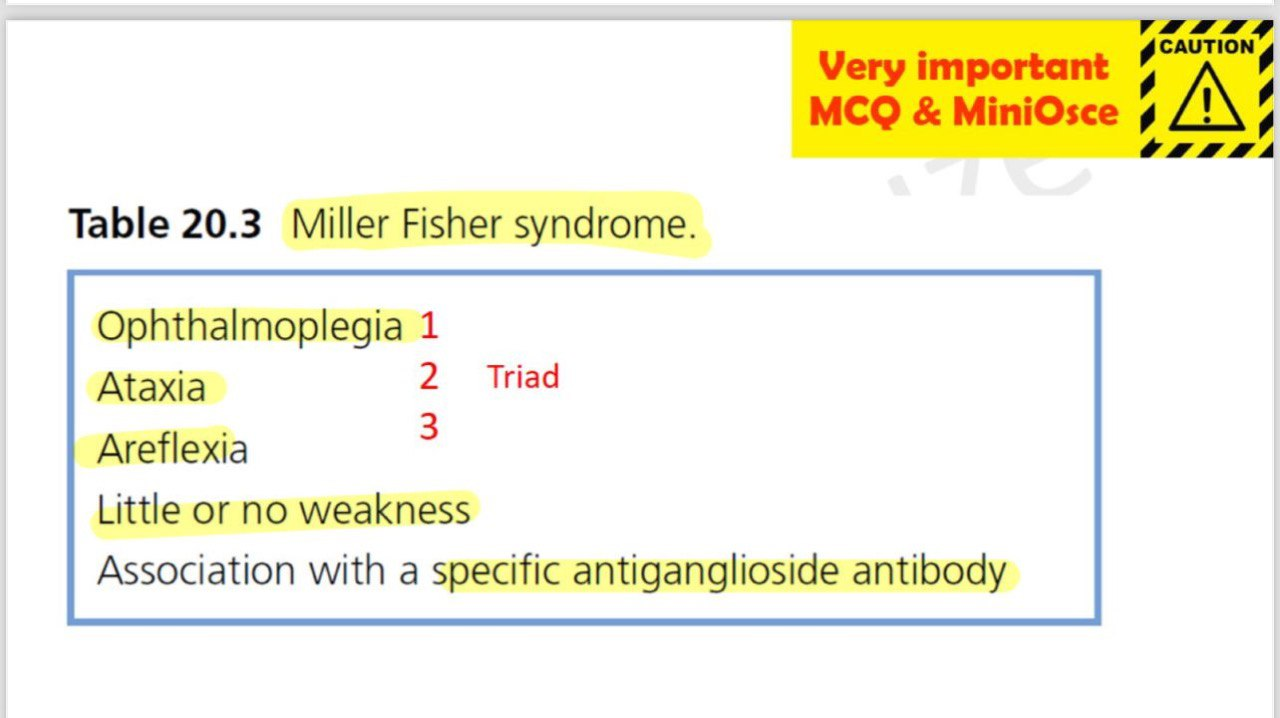 Very important
MCQ & MiniOsce
CAUTION
!
Table 20.3 Miller Fisher syndrome.
Ophthalmoplegia 1
Ataxia 2 Triad
Areflexia 3
Little or no weakness
Association with a specific antiganglioside antibody